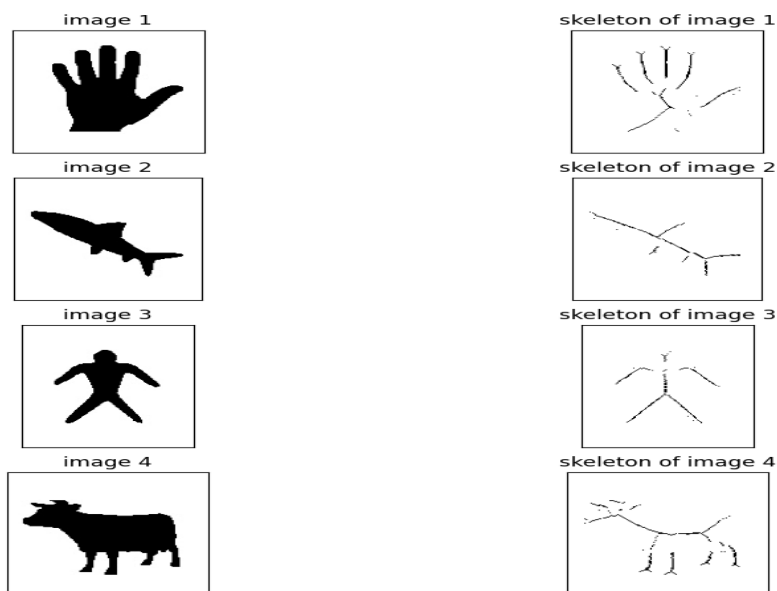 image 1
skeleton of image 1
image 2
skeleton of image 2
image 3
skeleton of image 3
image 4
skeleton of image 4